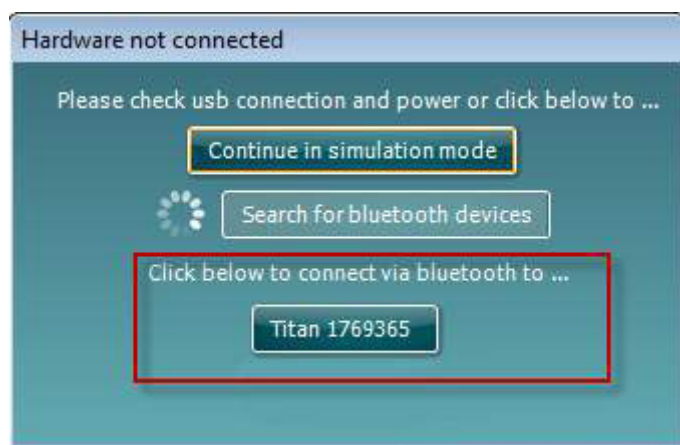 Hardware not connected
Please check usb connection and power or click below to ...
Continue in simulation mode
Search for bluetooth devices
Click below to connect via bluetooth to ...
Titan 1769365